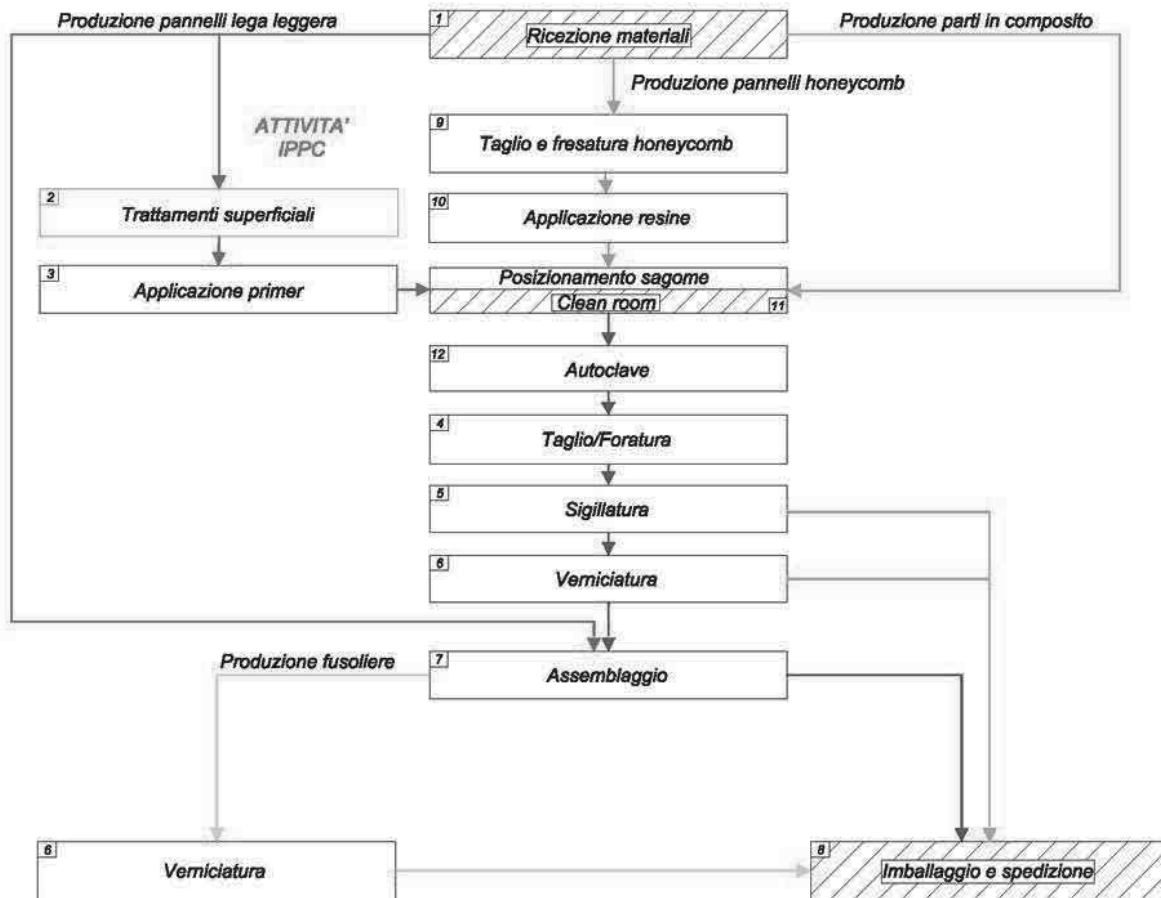 Produzione pannelli lega leggera
1
Ricezione materiali
Produzione parti in composito
Produzione pannelli honeycomb
ATTIVITA'
IPPC
9
Taglio e fresatura honeycomb
2
Trattamenti superficiali
10
Applicazione resine
3
Applicazione primer
Posizionamento sagome
Clean room
11
12
Autoclave
4
Taglio/Foratura
5
Sigillatura
6
Verniciatura
Produzione fusoliere
7
Assemblaggio
6
Verniciatura
8
Imballaggio e spedizione